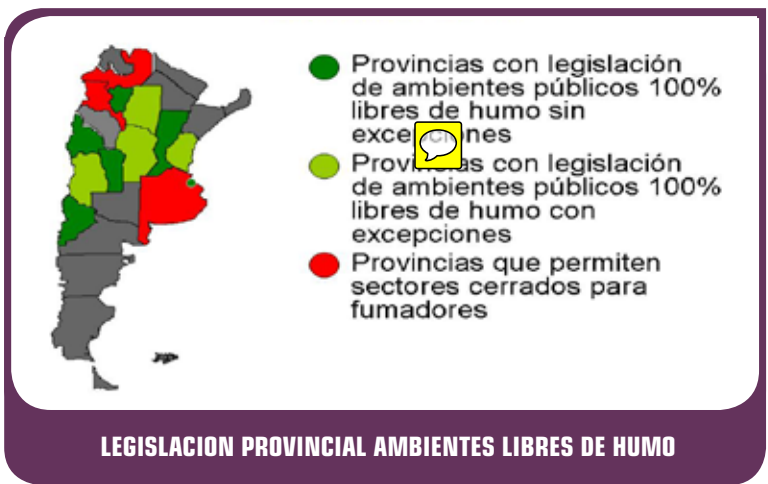 Provincias con legislación
de ambientes públicos 100%
libres de humo sin
excepciones
Provincias con legislación
de ambientes públicos 100%
libres de humo con
excepciones
Provincias que permiten
sectores cerrados para
fumadores
LEGISLACION PROVINCIAL AMBIENTES LIBRES DE HUMO